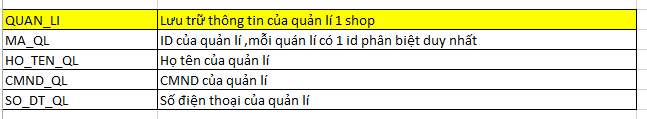 QUAN_LI Lưu trữ thông tin của quản lí 1 shop
MA_QL ID của quản lí ,mỗi quán lí có 1 id phân biệt duy nhất
HO_TEN_QL Họ tên của quản lí
CMND_QL CMND của quản lí
SO_DT_QL Số điện thoại của quản lí